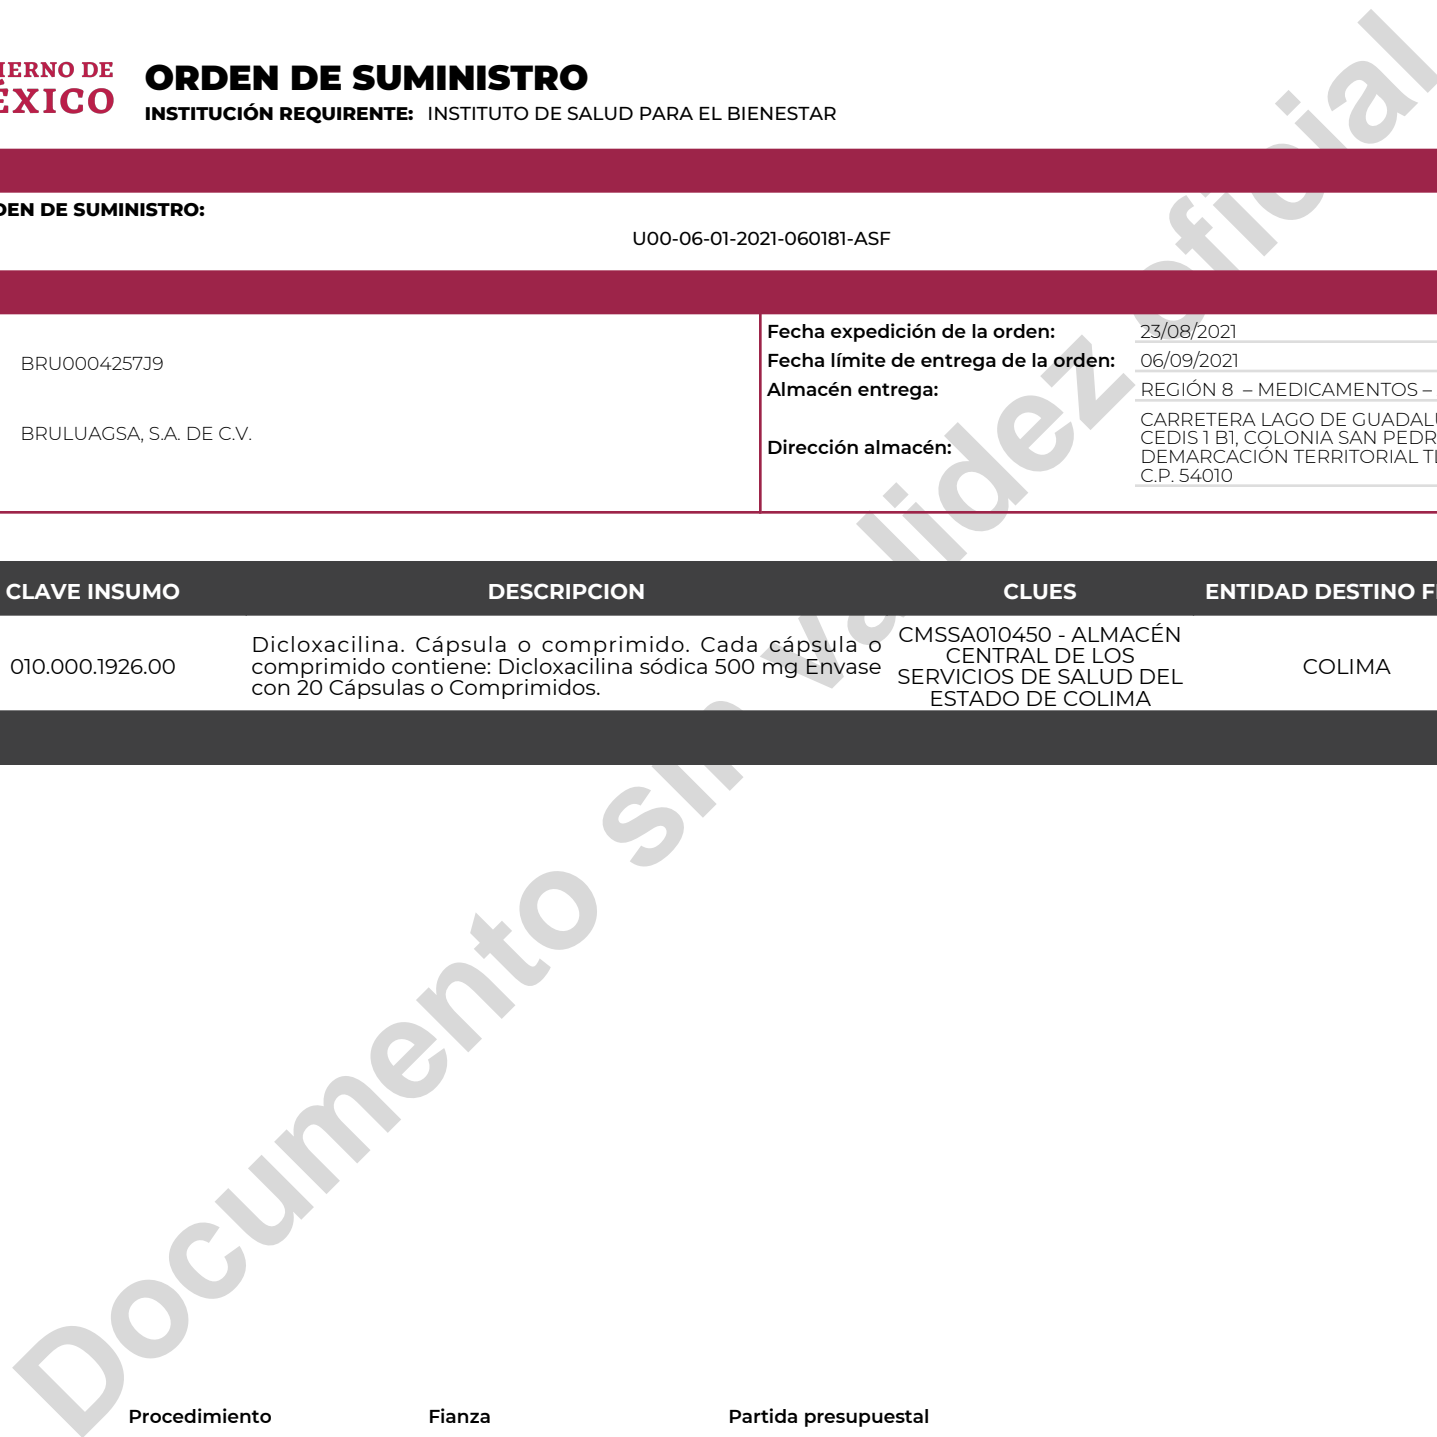 IERNO DE
ÉXICO
ORDEN DE SUMINISTRO
INSTITUCIÓN REQUIRENTE: INSTITUTO DE SALUD PARA EL BIENESTAR
DEN DE SUMINISTRO:
U00-06-01-2021-060181-ASF
BRU0004257J9
BRULUAGSA, S.A. DE C.V.
Fecha expedición de la orden: 23/08/2021
Fecha límite de entrega de la orden: 06/09/2021
Almacén entrega: REGIÓN 8 – MEDICAMENTOS –
Dirección almacén:
CARRETERA LAGO DE GUADAL
CEDIS 1 B1, COLONIA SAN PEDR
DEMARCACIÓN TERRITORIAL T
C.P. 54010
CLAVE INSUMO DESCRIPCION CLUES ENTIDAD DESTINO F
010.000.1926.00
Dicloxacilina. Cápsula o comprimido. Cada cápsula o
comprimido contiene: Dicloxacilina sódica 500 mg Envase
con 20 Cápsulas o Comprimidos.
CMSSA010450 - ALMACÉN
CENTRAL DE LOS
SERVICIOS DE SALUD DEL
ESTADO DE COLIMA
COLIMA
Documento sin validez oficial
Procedimiento Fianza Partida presupuestal